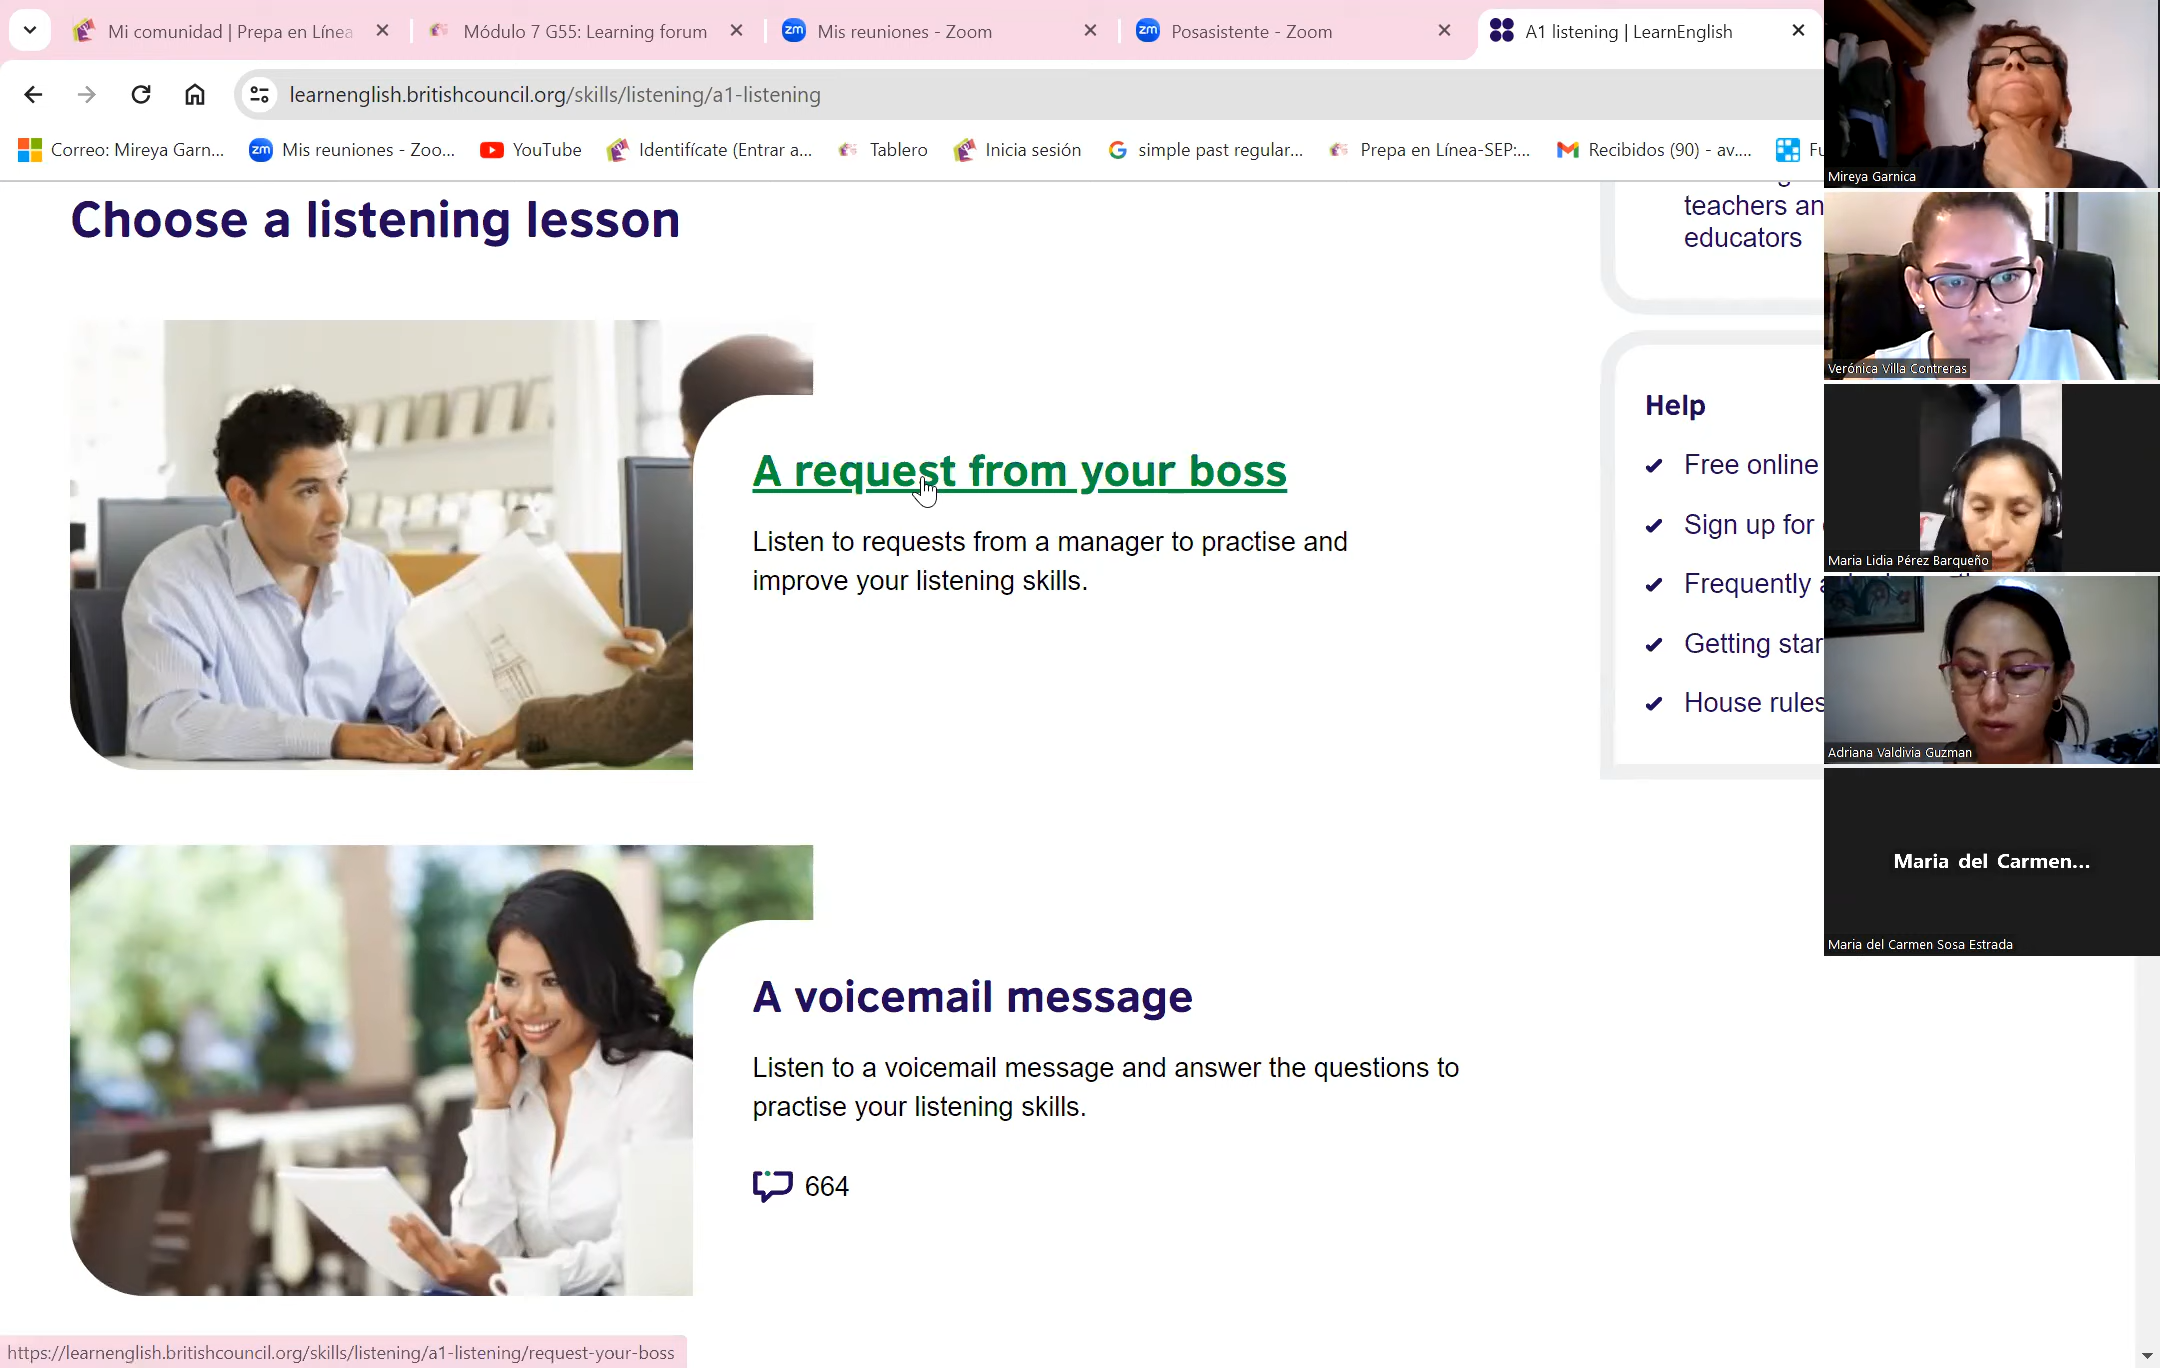 Mi comunidad | Prepa en Línea
Módulo 7 G55: Learning forum
zm Mis reuniones - Zoom
zm Posasistente - Zoom
A1 listening | LearnEnglish
learnenglish.britishcouncil.org/skills/listening/a1-listening
Correo: Mireya Garn...
zm Mis reuniones - Zoo...
YouTube
Identifícate (Entrar a...
Tablero
Inicia sesión
simple past regular...
Prepa en Línea-SEP:...
Recibidos (90) - av....
Choose a listening lesson
teachers an
educators
A request from your boss
Listen to requests from a manager to practise and
improve your listening skills.
Help
Free online
Sign up for
Frequently
Getting star
House rules
A voicemail message
Listen to a voicemail message and answer the questions to
practise your listening skills.
664
https://learnenglish.britishcouncil.org/skills/listening/a1-listening/request-your-boss
Mireya Garnica
Verónica Villa Contreras
Maria Lidia Pérez Barqueño
Adriana Valdivia Guzman
Maria del Carmen...
Maria del Carmen Sosa Estrada